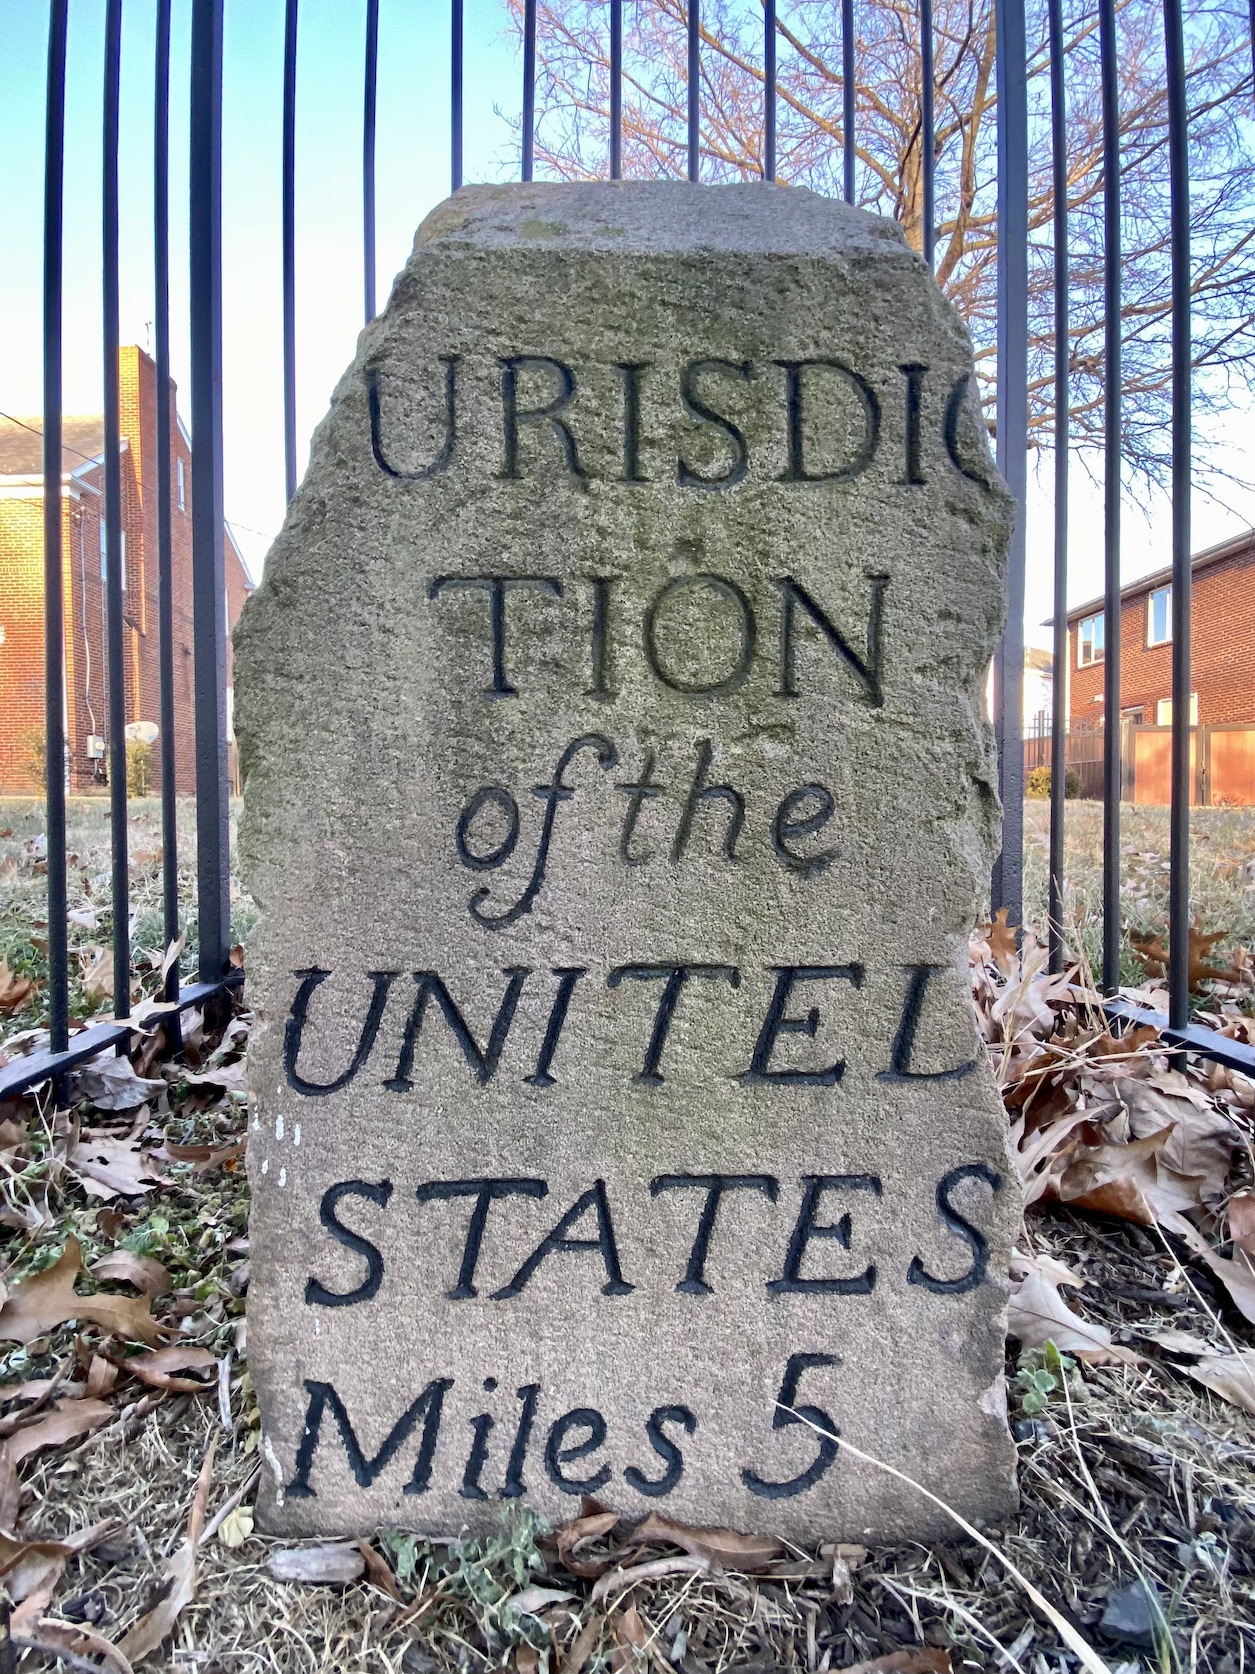 URISDIC
TION
of the
UNITEL
STATES
Miles 5